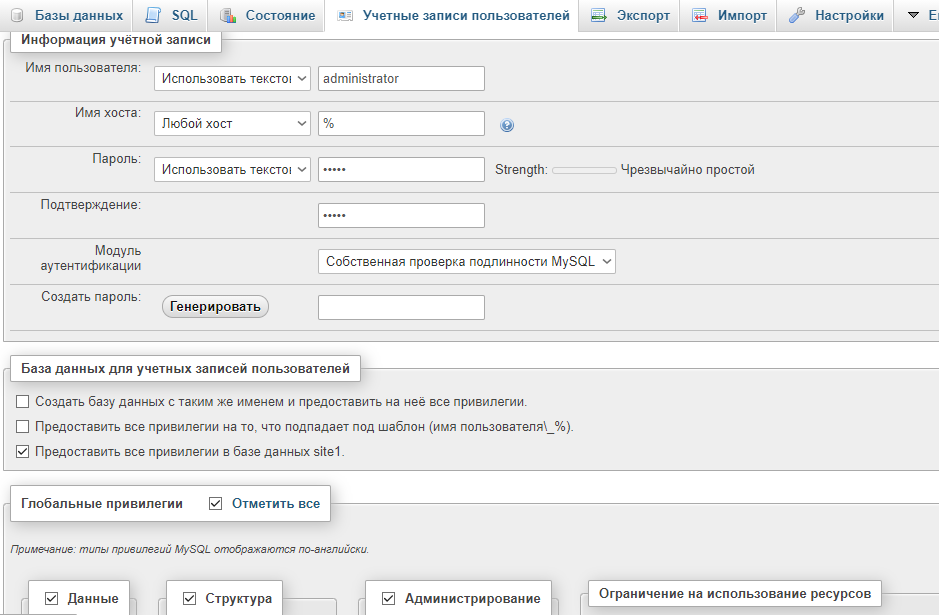 Базы данных SQL Состояние Учетные записи пользователей Экспорт Импорт Настройки
Информация учётной записи
Имя пользователя: Использовать тексто administrator
Имя хоста: Любой хост %
Пароль: Использовать тексто ••••• Strength: Чрезвычайно простой
Подтверждение: •••••
Модуль
аутентификации
Собственная проверка подлинности MySQL
Создать пароль: Генерировать
База данных для учетных записей пользователей
Создать базу данных с таким же именем и предоставить на неё все привилегии.
Предоставить все привилегии на то, что подпадает под шаблон (имя пользователя\_%).
Предоставить все привилегии в базе данных site1.
Глобальные привилегии Отметить все
Примечание: типы привилегий MySQL отображаются по-английски.
Данные Структура Администрирование Ограничение на использование ресурсов